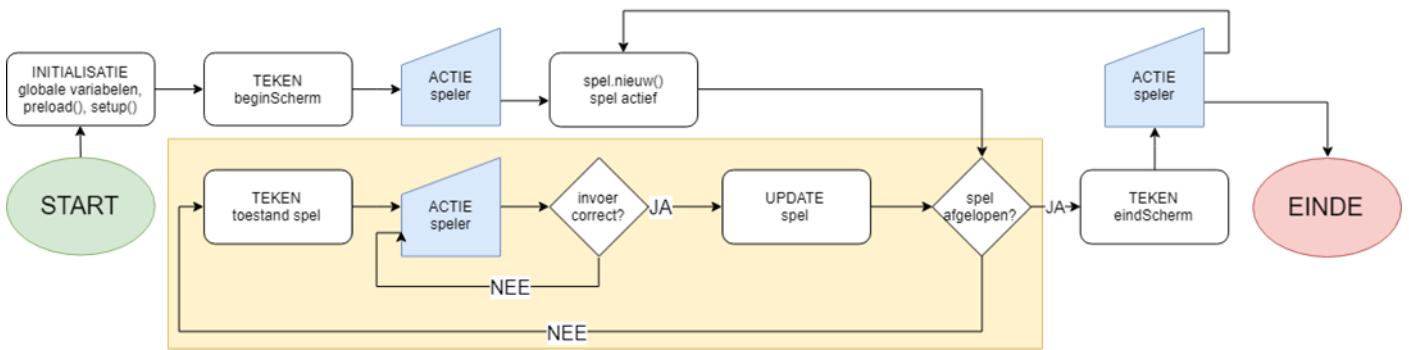 INITIALISATIE
globale variabelen,
preload(), setup()
TEKEN
beginScherm
ACTIE
speler
spel.nieuw()
spel actief
ACTIE
speler
START
TEKEN
toestand spel
ACTIE
speler
invoer
correct?
JA
UPDATE
spel
spel
afgelopen?
JA
TEKEN
eindScherm
EINDE
NEE
NEE